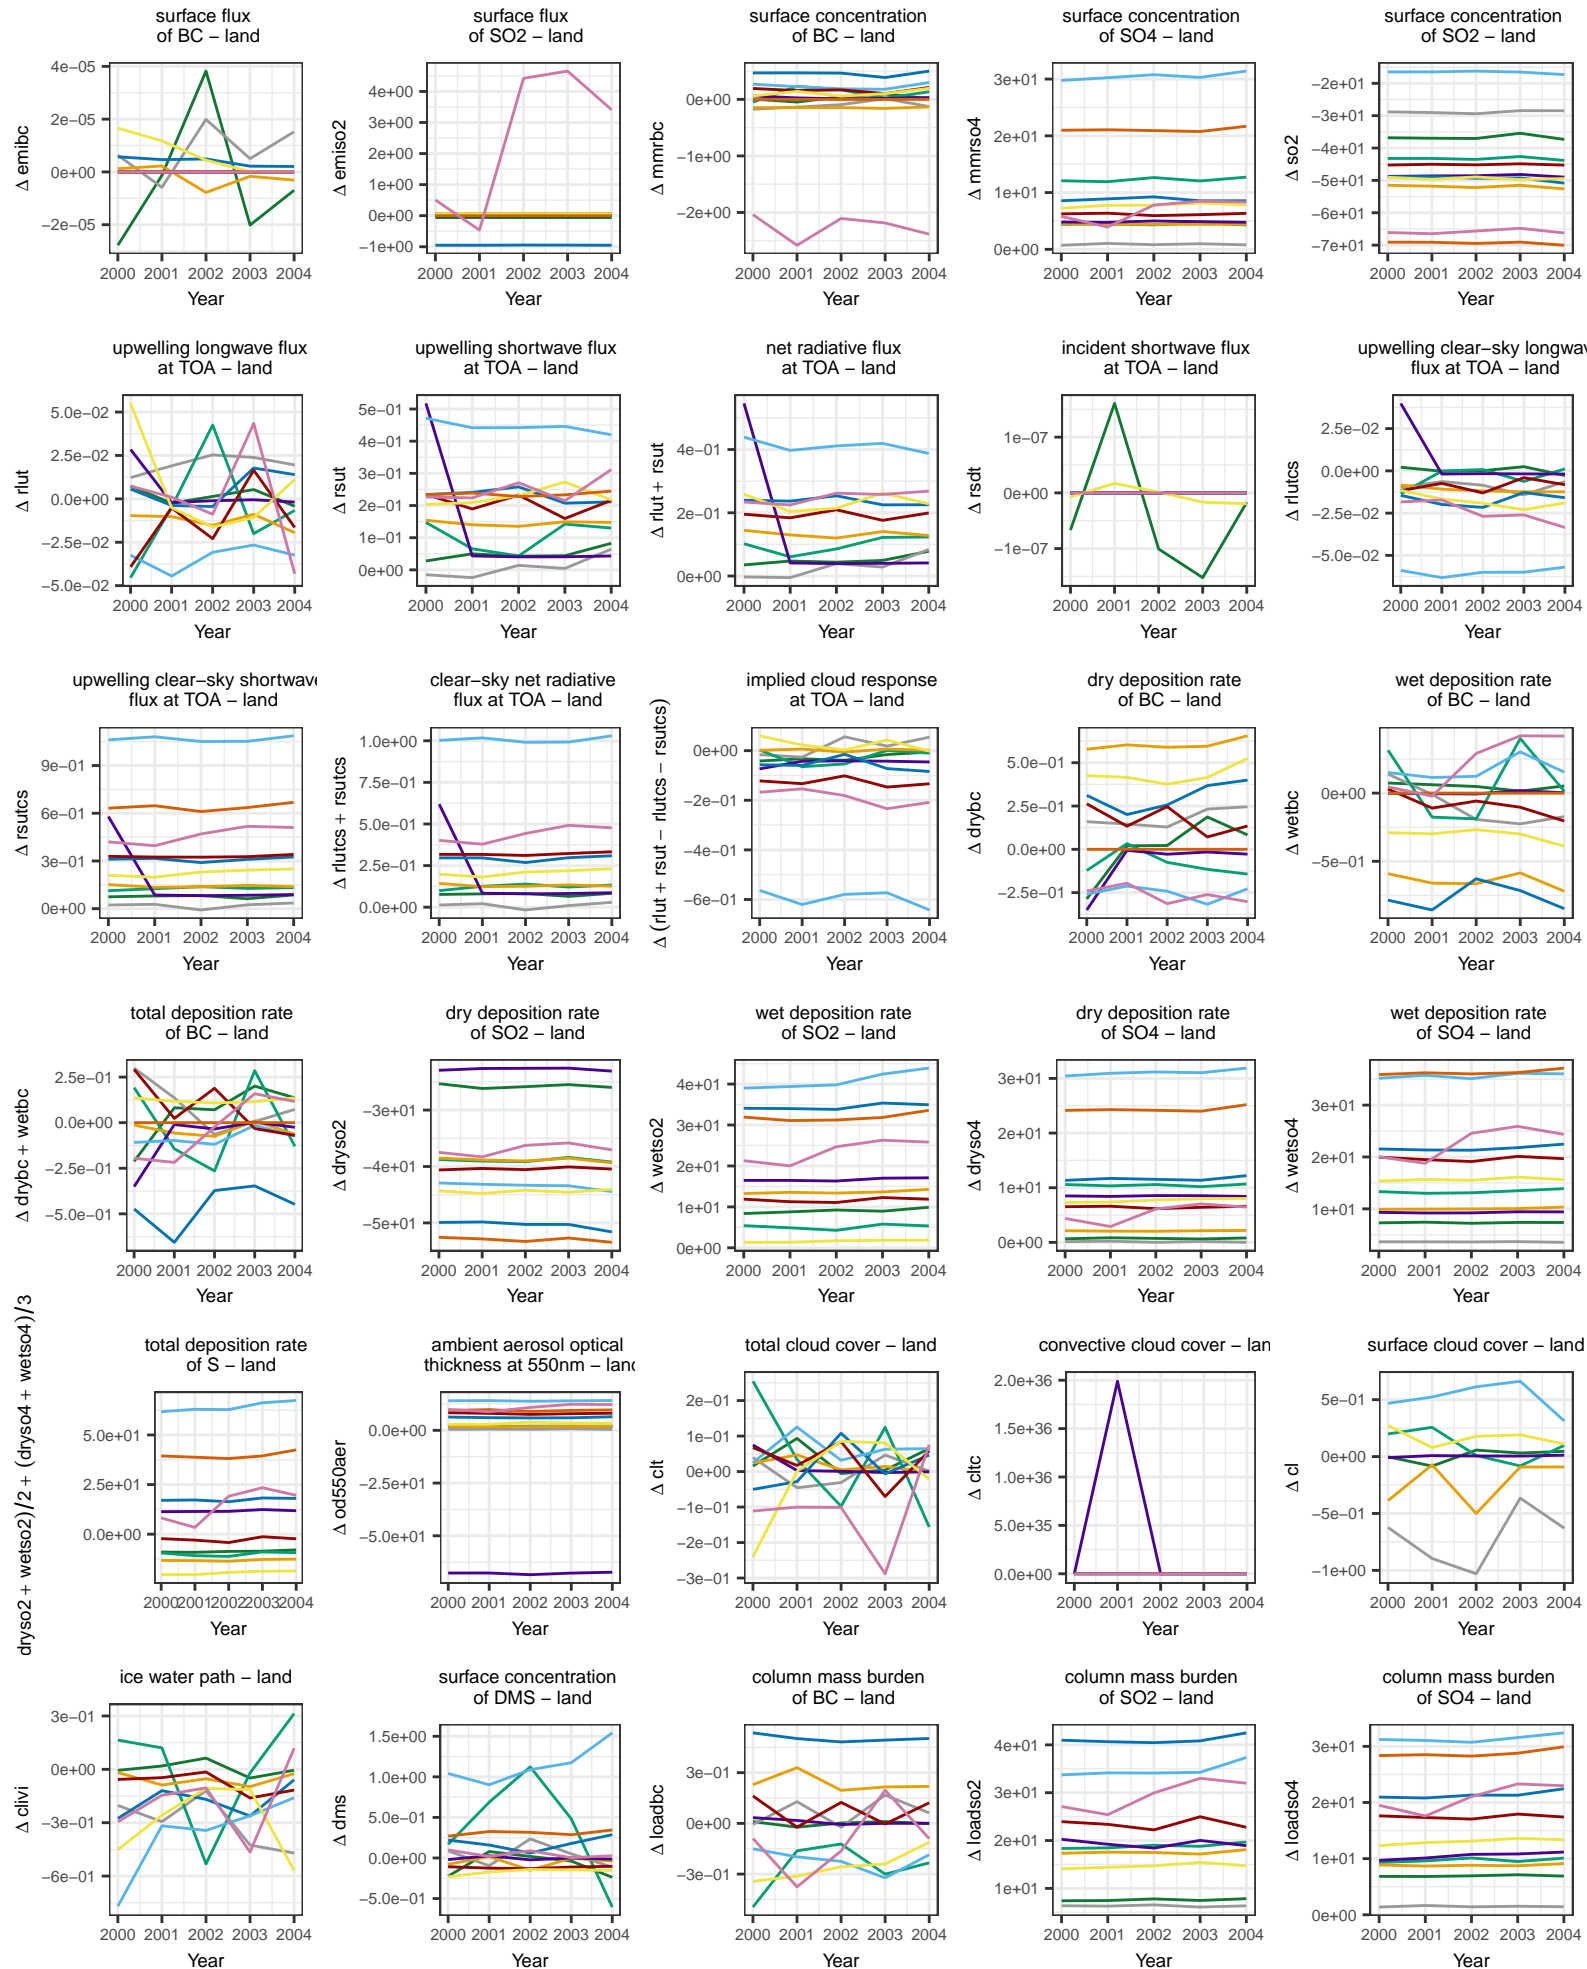 surface flux
of BC − land
surface flux
of SO2 − land
surface concentration
of BC − land
surface concentration
of SO4 − land
surface concentration
of SO2 − land
Δ emibc
4e−05
2e−05
0e+00
−2e−05
2000 2001 2002 2003 2004
Year
Δ emiso2
4e+00
3e+00
2e+00
1e+00
0e+00
−1e+00
2000 2001 2002 2003 2004
Year
Δ mmrbc
0e+00
−1e+00
−2e+00
2000 2001 2002 2003 2004
Year
Δ mmrso4
3e+01
2e+01
1e+01
0e+00
2000 2001 2002 2003 2004
Year
Δ so2
−2e+01
−3e+01
−4e+01
−5e+01
−6e+01
−7e+01
2000 2001 2002 2003 2004
Year
upwelling longwave flux
at TOA − land
upwelling shortwave flux
at TOA − land
net radiative flux
at TOA − land
incident shortwave flux
at TOA − land
upwelling clear−sky longwav
flux at TOA − land
Δ rlut
5.0e−02
2.5e−02
0.0e+00
−2.5e−02
−5.0e−02
2000 2001 2002 2003 2004
Year
Δ rsut
5e−01
4e−01
3e−01
2e−01
1e−01
0e+00
2000 2001 2002 2003 2004
Year
Δ rlut + rsut
4e−01
2e−01
0e+00
2000 2001 2002 2003 2004
Year
Δ rsdt
1e−07
0e+00
−1e−07
2000 2001 2002 2003 2004
Year
Δ rlutcs
2.5e−02
0.0e+00
−2.5e−02
−5.0e−02
2000 2001 2002 2003 2004
Year
upwelling clear−sky shortwave
flux at TOA − land
clear−sky net radiative
flux at TOA − land
implied cloud response
at TOA − land
dry deposition rate
of BC − land
wet deposition rate
of BC − land
Δ rsutcs
9e−01
6e−01
3e−01
0e+00
2000 2001 2002 2003 2004
Year
Δ rlutcs + rsutcs
1.0e+00
7.5e−01
5.0e−01
2.5e−01
0.0e+00
2000 2001 2002 2003 2004
Year
Δ (rlut + rsut − rlutcs − rsutcs)
0e+00
−2e−01
−4e−01
−6e−01
2000 2001 2002 2003 2004
Year
Δ drybc
5.0e−01
2.5e−01
0.0e+00
−2.5e−01
2000 2001 2002 2003 2004
Year
Δ wetbc
0e+00
−5e−01
2000 2001 2002 2003 2004
Year
total deposition rate
of BC − land
dry deposition rate
of SO2 − land
wet deposition rate
of SO2 − land
dry deposition rate
of SO4 − land
wet deposition rate
of SO4 − land
Δ drybc + wetbc
2.5e−01
0.0e+00
−2.5e−01
−5.0e−01
2000 2001 2002 2003 2004
Year
Δ dryso2
−3e+01
−4e+01
−5e+01
2000 2001 2002 2003 2004
Year
Δ wetso2
4e+01
3e+01
2e+01
1e+01
0e+00
2000 2001 2002 2003 2004
Year
Δ dryso4
3e+01
2e+01
1e+01
0e+00
2000 2001 2002 2003 2004
Year
Δ wetso4
3e+01
2e+01
1e+01
2000 2001 2002 2003 2004
Year
total deposition rate
of S − land
ambient aerosol optical
thickness at 550nm − land
total cloud cover − land
convective cloud cover − lan
surface cloud cover − land
dryso2 + wetso2)/2 + (dryso4 + wetso4)/3
5.0e+01
2.5e+01
0.0e+00
2000 2001 2002 2003 2004
Year
Δ od550aer
0.0e+00
−2.5e+01
−5.0e+01
2000 2001 2002 2003 2004
Year
Δ clt
2e−01
1e−01
0e+00
−1e−01
−2e−01
−3e−01
2000 2001 2002 2003 2004
Year
Δ cltc
2.0e+36
1.5e+36
1.0e+36
5.0e+35
0.0e+00
2000 2001 2002 2003 2004
Year
Δ cl
5e−01
0e+00
−5e−01
−1e+00
2000 2001 2002 2003 2004
Year
ice water path − land
surface concentration
of DMS − land
column mass burden
of BC − land
column mass burden
of SO2 − land
column mass burden
of SO4 − land
Δ clivi
3e−01
0e+00
−3e−01
−6e−01
2000 2001 2002 2003 2004
Year
Δ dms
1.5e+00
1.0e+00
5.0e−01
0.0e+00
−5.0e−01
2000 2001 2002 2003 2004
Year
Δ loadbc
3e−01
0e+00
−3e−01
2000 2001 2002 2003 2004
Year
Δ loadso2
4e+01
3e+01
2e+01
1e+01
2000 2001 2002 2003 2004
Year
Δ loadso4
3e+01
2e+01
1e+01
0e+00
2000 2001 2002 2003 2004
Year